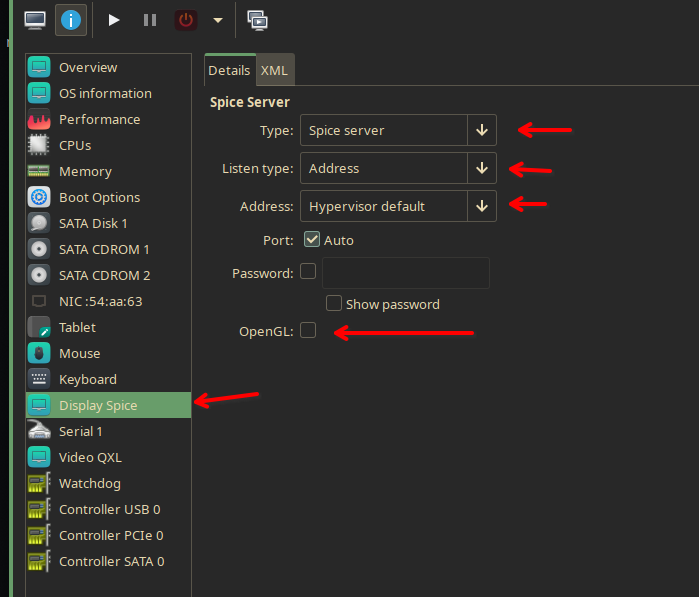 Overview
OS information
Performance
CPUs
Memory
Boot Options
SATA Disk 1
SATA CDROM 1
SATA CDROM 2
NIC :54:aa:63
Tablet
Mouse
Keyboard
Display Spice
Serial 1
Video QXL
Watchdog
Controller USB 0
Controller PCIe 0
Controller SATA 0
Details XML
Spice Server
Type: Spice server
Listen type: Address
Address: Hypervisor default
Port: Auto
Password:
Show password
OpenGL: